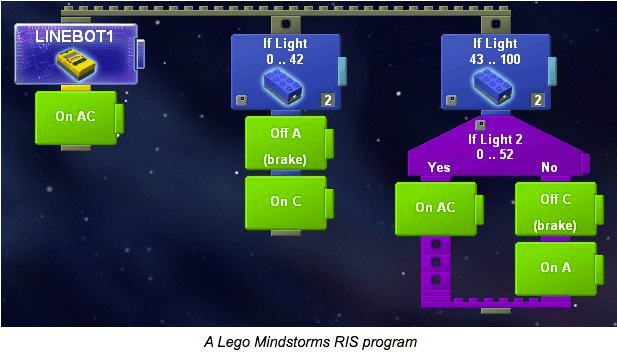 LINEBOT1
On AC
If Light
0 .. 42
2
Off A
(brake)
On C
If Light
43 .. 100
2
If Light 2
0 .. 52
Yes
No
On AC
Off C
(brake)
On A
A Lego Mindstorms RIS program